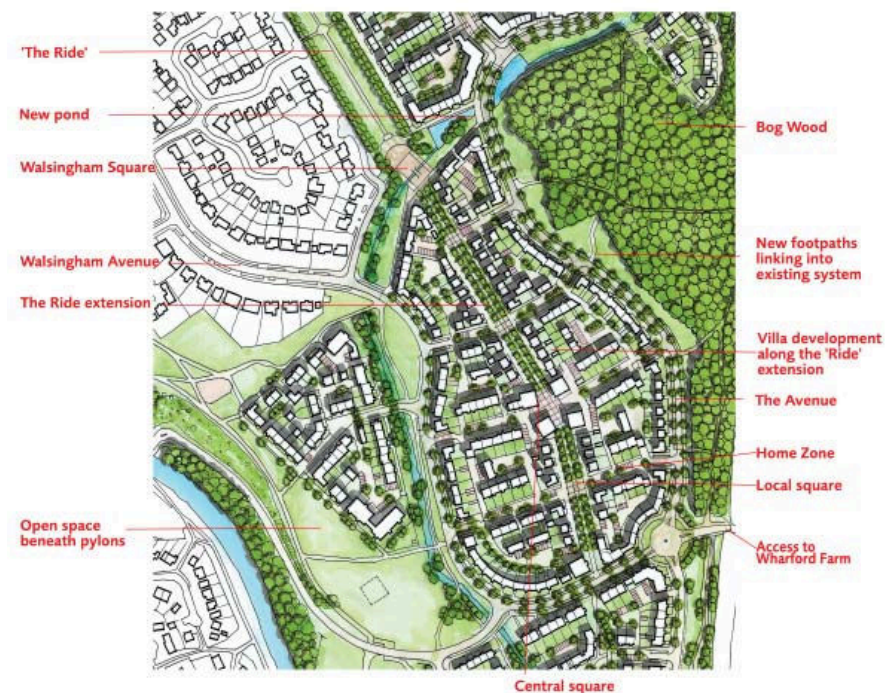 'The Ride'
New pond
Walsingham Square
Walsingham Avenue
The Ride extension
Open space
beneath pylons
Bog Wood
New footpaths
linking into
existing system
Villa development
along the 'Ride'
extension
The Avenue
Home Zone
Local square
Access to
Wharford Farm
Central square